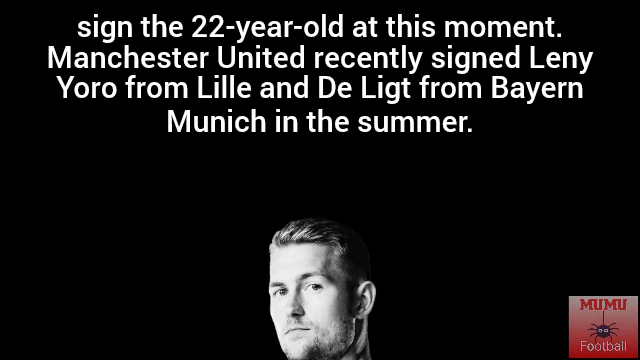 sign the 22-year-old at this moment.
Manchester United recently signed Leny
Yoro from Lille and De Ligt from Bayern
Munich in the summer.
MUMU
Football